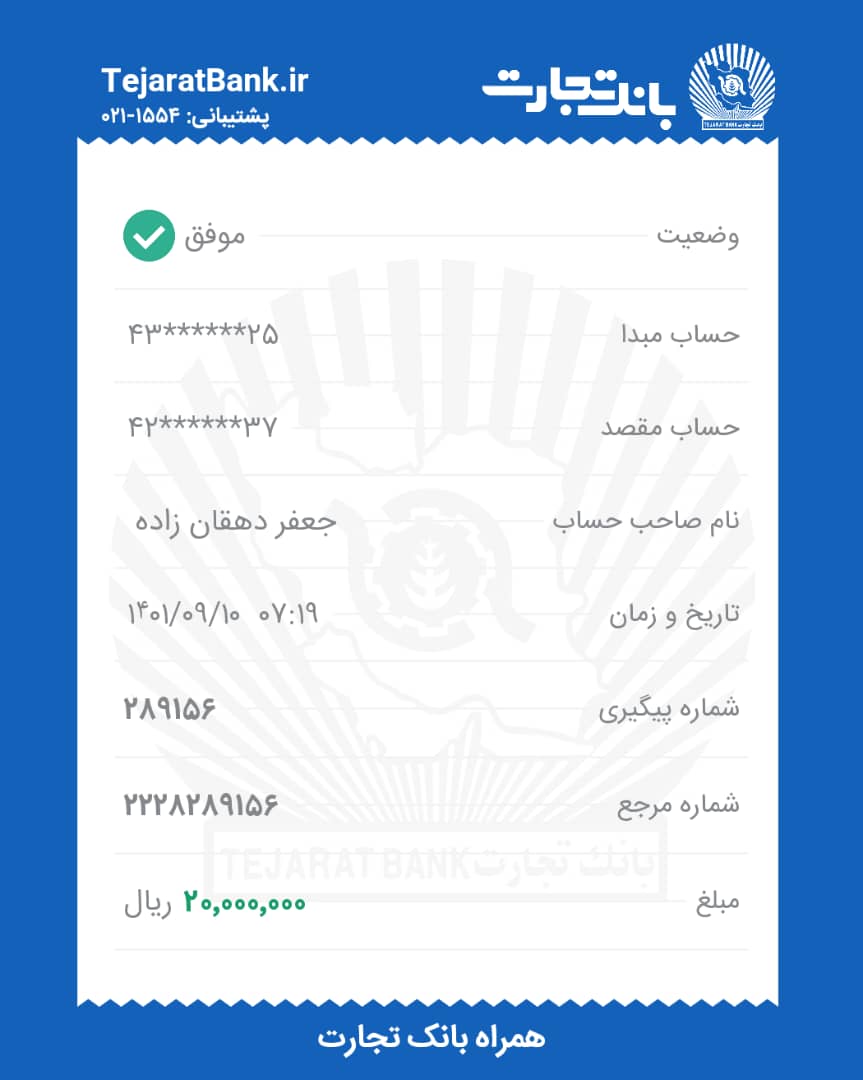 بانک تجارت
TEJARAT BANK بانک تجارت
TejaratBank.ir
پشتیبانی: ۱۵۵۴-۰۲۱
وضعیت موفق
حساب مبدا ۴۳******۲۵
حساب مقصد ۴۲******۳۷
نام صاحب حساب جعفر دهقان زاده
تاریخ و زمان ۱۴۰۱/۰۹/۱۰ ۰۷:۱۹
شماره پیگیری ۲۸۹۱۵۶
شماره مرجع ۲۲۲۸۲۸۹۱۵۶
TEJARAT BANK بانك تجارت
مبلغ ۲۰,۰۰۰,۰۰۰ ریال
همراه بانک تجارت